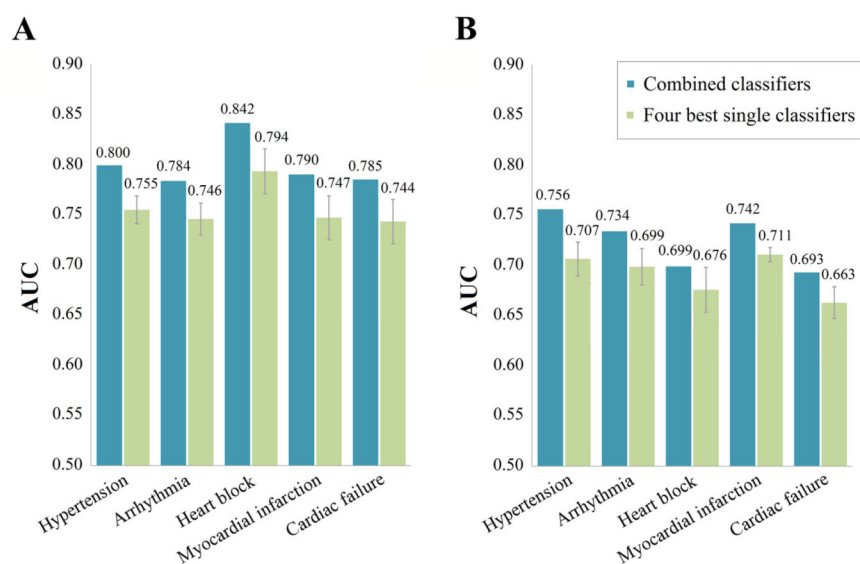 A
AUC
0.90
0.85
0.80
0.75
0.70
0.65
0.60
0.55
0.50
0.800
0.755
0.784
0.746
0.842
0.794
0.790
0.747
0.785
0.744
Hypertension
Arrhythmia
Heart block
Myocardial infarction
Cardiac failure
B
Combined classifiers
Four best single classifiers
AUC
0.90
0.85
0.80
0.75
0.70
0.65
0.60
0.55
0.50
0.756
0.707
0.734
0.699
0.699
0.676
0.742
0.711
0.693
0.663
Hypertension
Arrhythmia
Heart block
Myocardial infarction
Cardiac failure